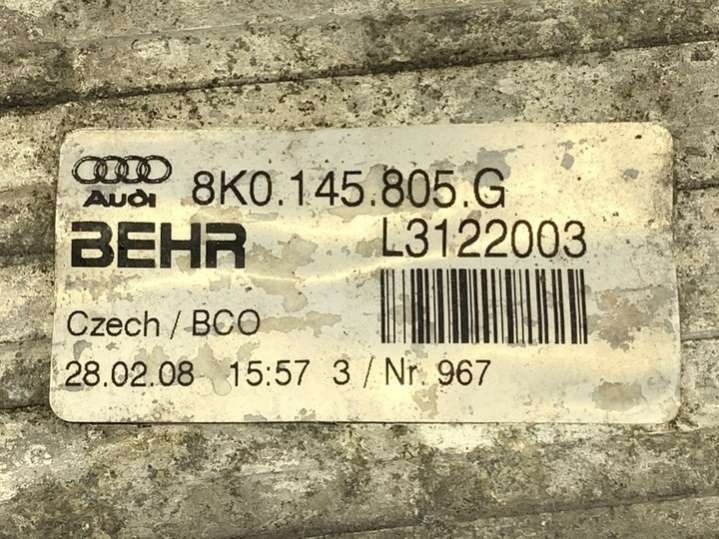 Audi 8K0.145.805.G
BEHR L3122003
Czech / BCO
28.02.08 15:57 3 / Nr. 967